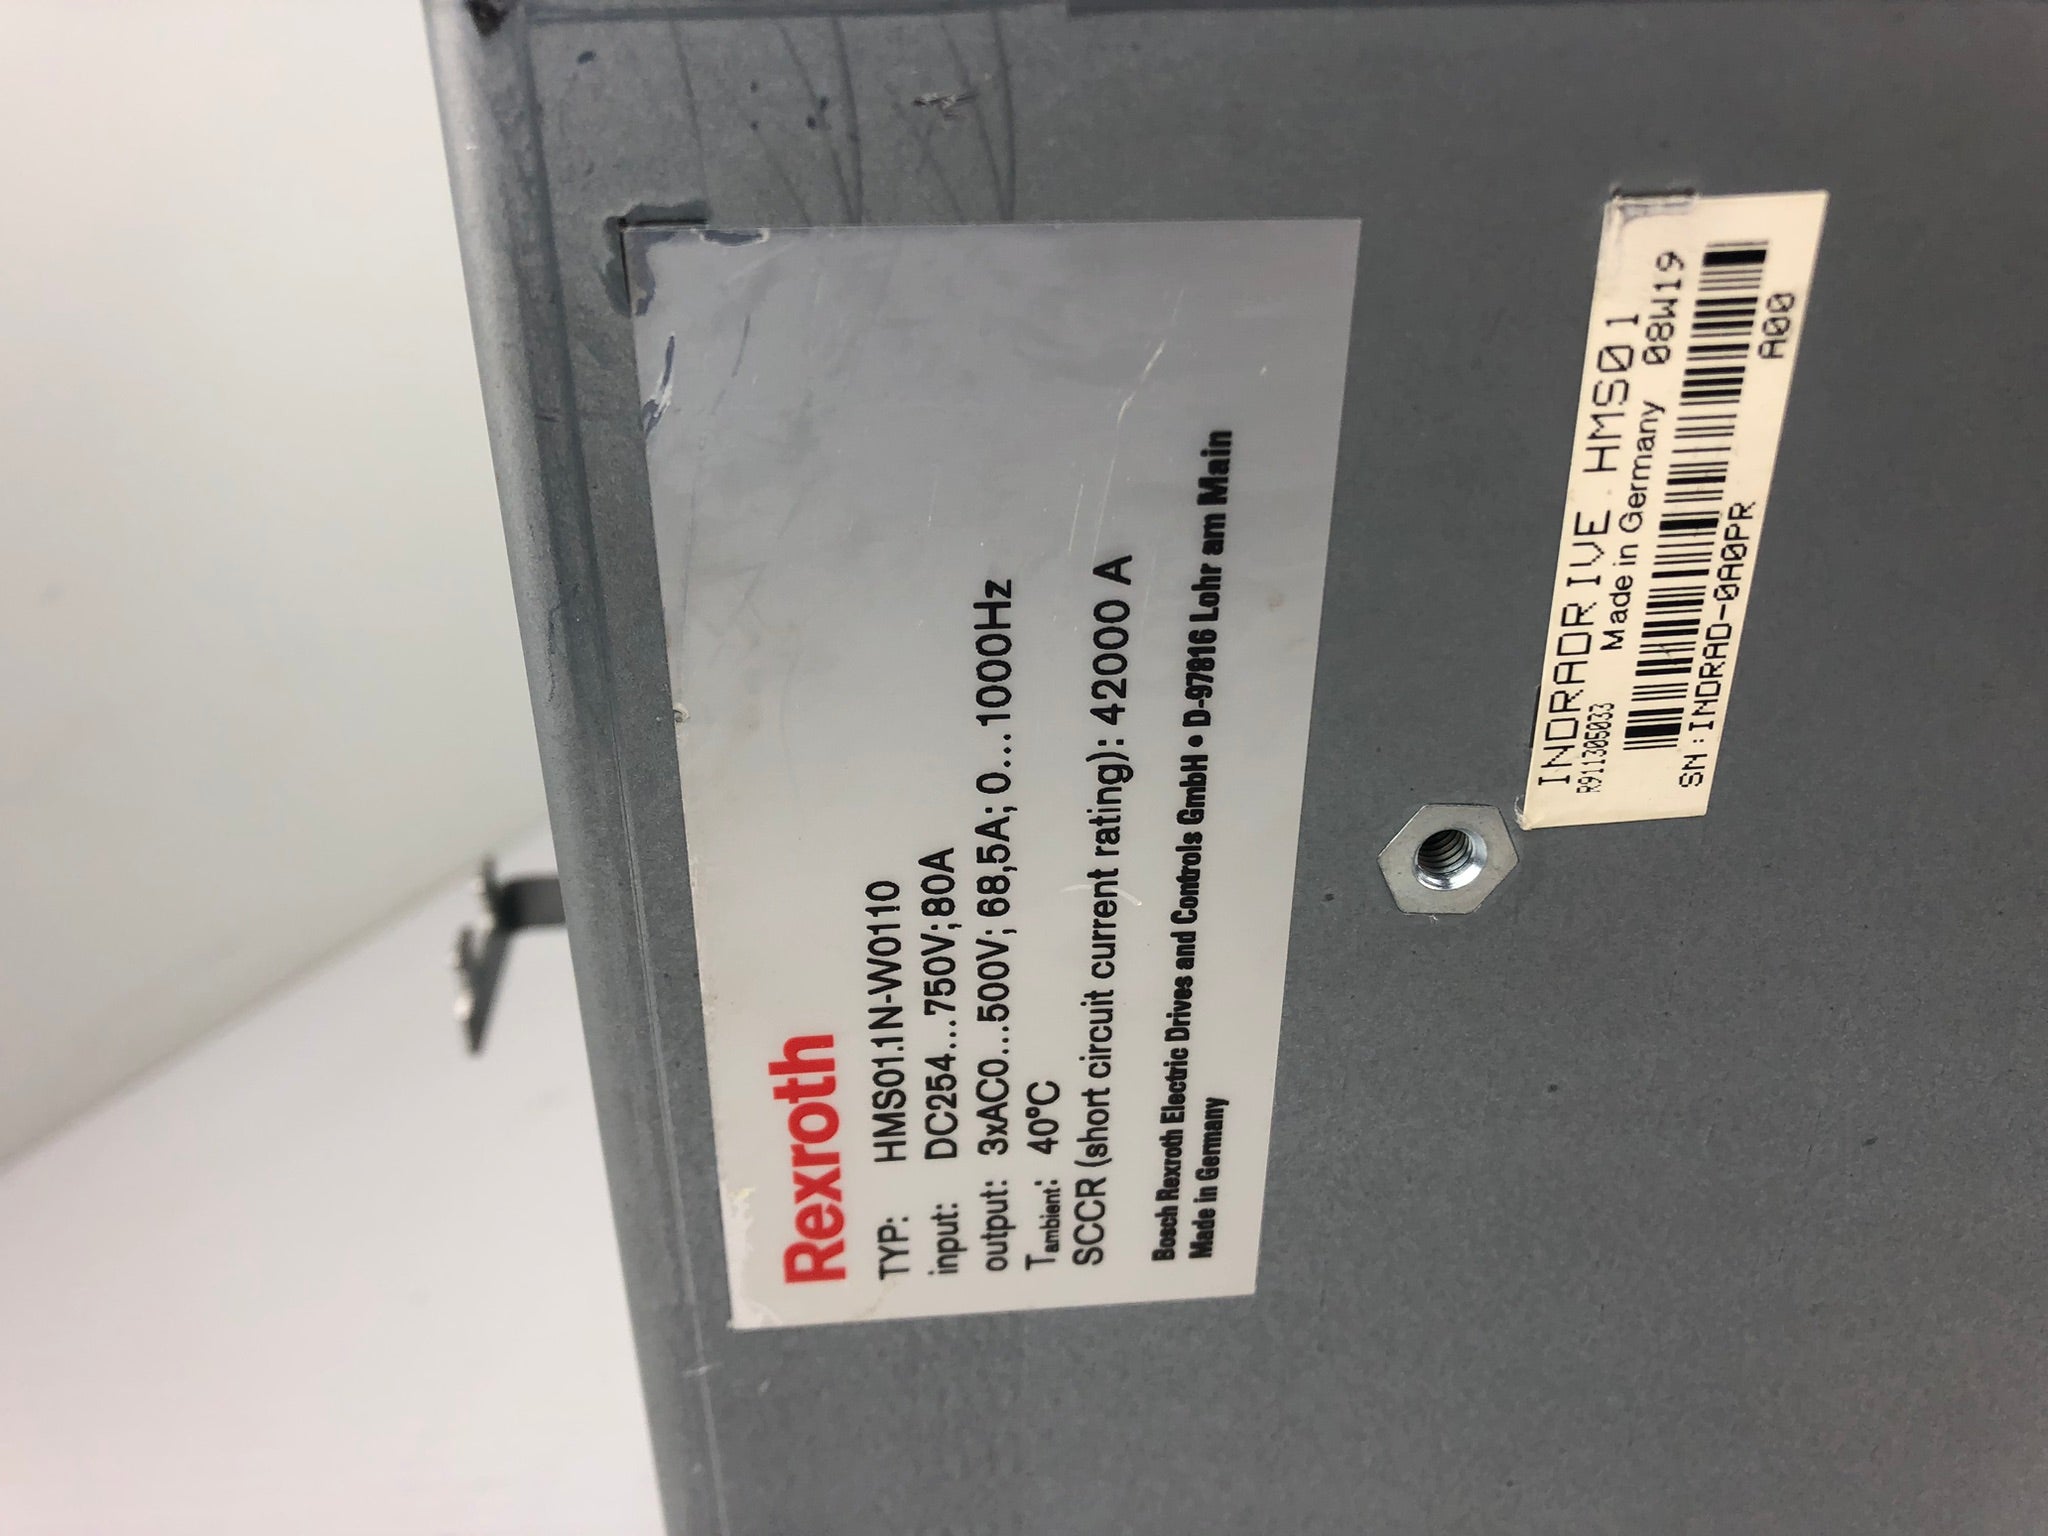 Rexroth
TYP: HMS01.1N-W0110
input: DC254...750V; 80A
output: 3xAC0...500V; 68,5A; 0...1000Hz
Tambient: 40°C
SCCR (short circuit current rating): 42000 A
Bosch Rexroth Electric Drives and Controls GmbH • D-97816 Lohr am Main
Made in Germany
INDRADRIVE HMS01
R911305033 Made in Germany 08W19
SN:INDRAD-0A0PR A00